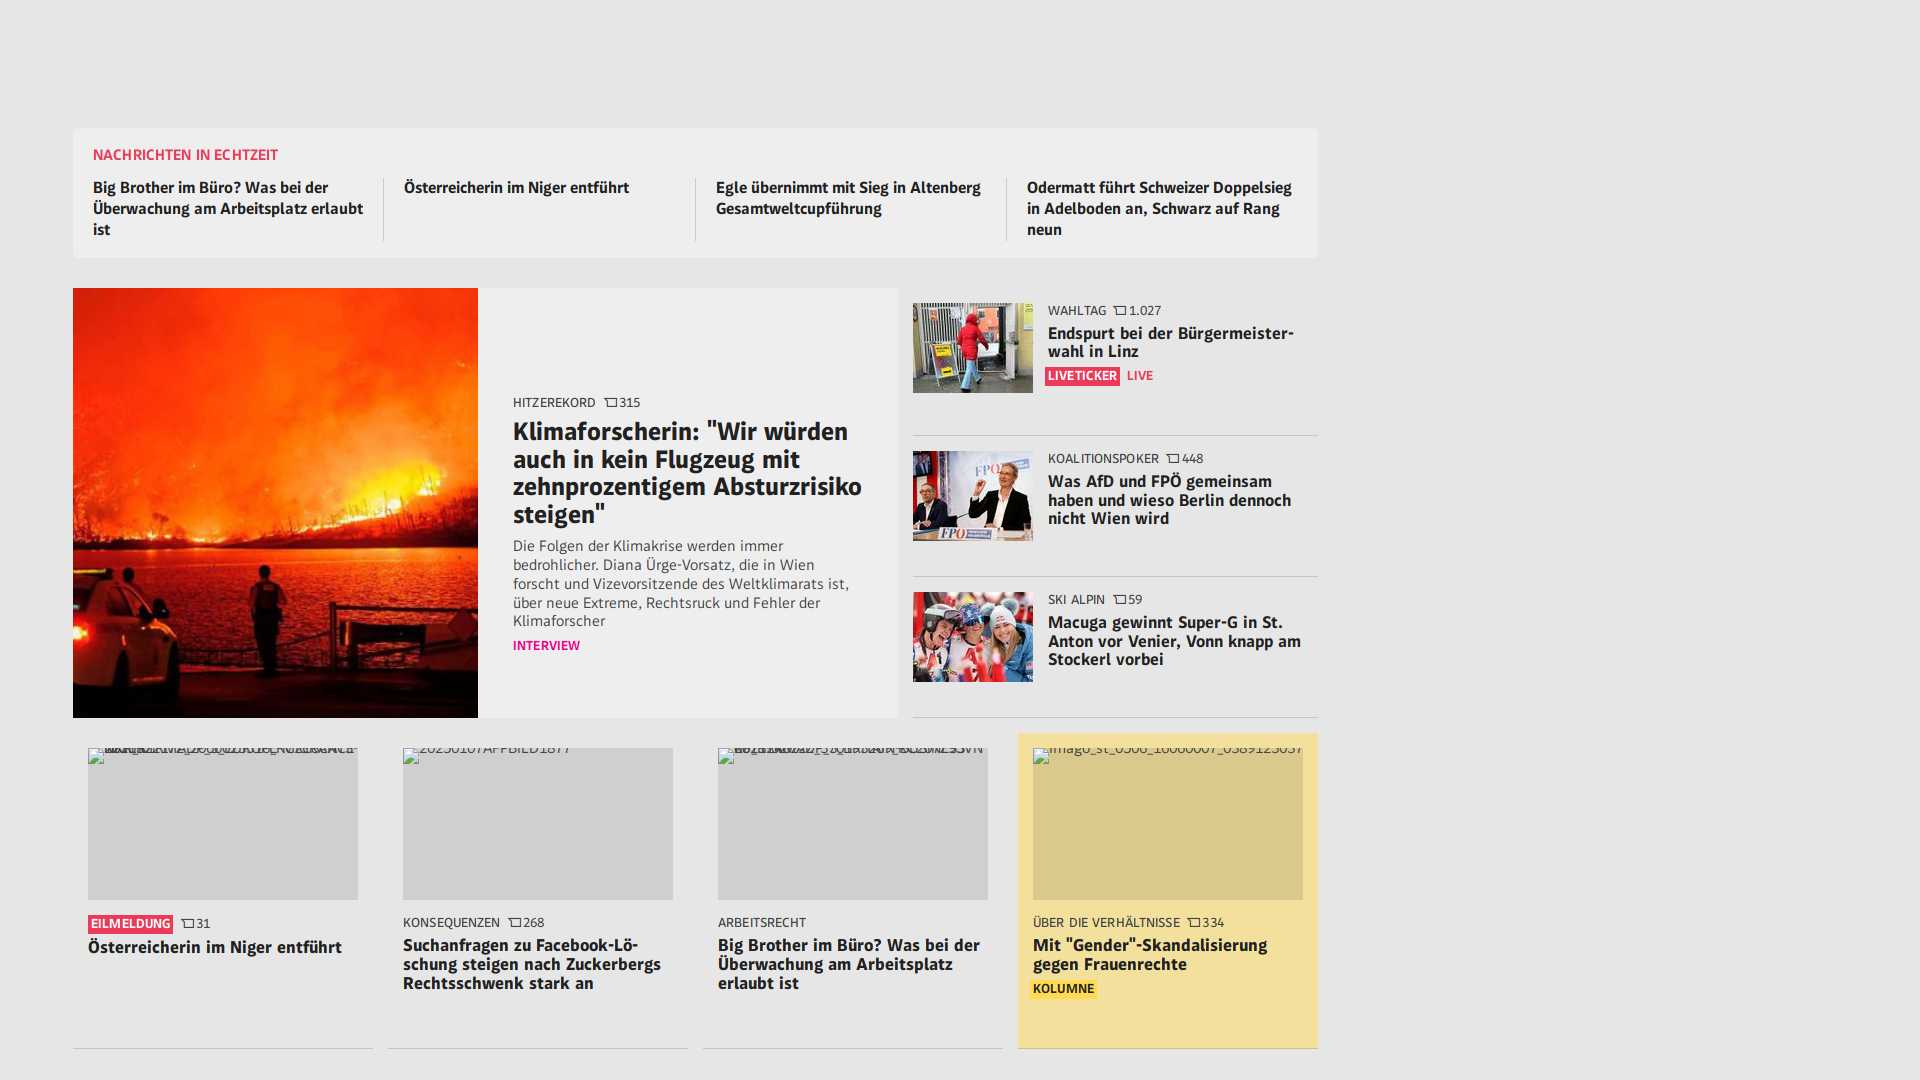 NACHRICHTEN IN ECHTZEIT
Big Brother im Büro? Was bei der
Überwachung am Arbeitsplatz erlaubt
ist
Österreicherin im Niger entführt
Egle übernimmt mit Sieg in Altenberg
Gesamtweltcupführung
Odermatt führt Schweizer Doppelsieg
in Adelboden an, Schwarz auf Rang
neun
HITZEREKORD 315
Klimaforscherin: "Wir würden
auch in kein Flugzeug mit
zehnprozentigem Absturzrisiko
steigen"
Die Folgen der Klimakrise werden immer
bedrohlicher. Diana Ürge-Vorsatz, die in Wien
forscht und Vizevorsitzende des Weltklimarats ist,
über neue Extreme, Rechtsruck und Fehler der
Klimaforscher
INTERVIEW
WAHLTAG 1.027
Endspurt bei der Bürgermeister-
wahl in Linz
LIVETICKER LIVE
FPÖ
FPÖ
KOALITIONSPOKER 448
Was AfD und FPÖ gemeinsam
haben und wieso Berlin dennoch
nicht Wien wird
SKI ALPIN 59
Macuga gewinnt Super-G in St.
Anton vor Venier, Vonn knapp am
Stockerl vorbei
EILMELDUNG 31
Österreicherin im Niger entführt
20250107AFPBILD1877
KONSEQUENZEN 268
Suchanfragen zu Facebook-Lö-
schung steigen nach Zuckerbergs
Rechtsschwenk stark an
ARBEITSRECHT
Big Brother im Büro? Was bei der
Überwachung am Arbeitsplatz
erlaubt ist
imago_st_0506_16060007_0589125057
ÜBER DIE VERHÄLTNISSE 334
Mit "Gender"-Skandalisierung
gegen Frauenrechte
KOLUMNE